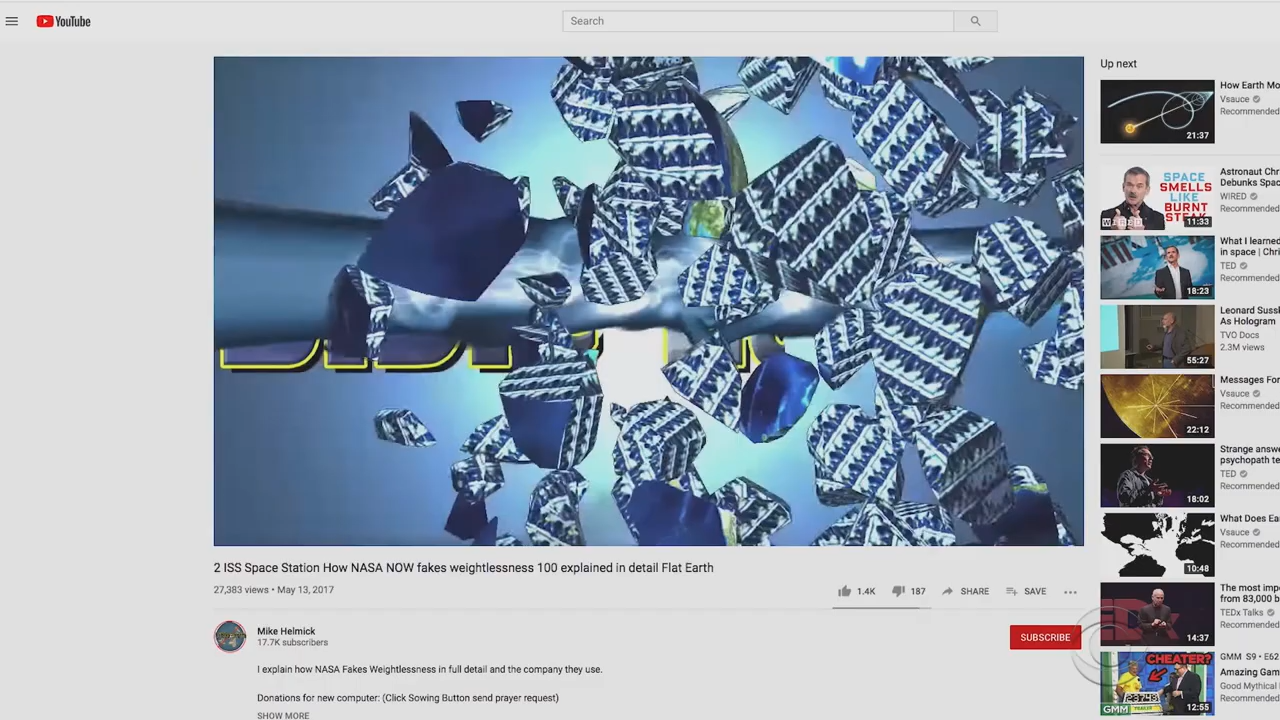 YouTube
Search
Up next
How Earth Mo
Vsauce
Recommended
21:37
Astronaut Chr
Debunks Spac
WIRED
Recommended
SPACE
SMELLS
LIKE
BURNT
STEAK
WIRED
11:33
What I learned
in space | Chri
TED
Recommended
18:23
Leonard Sussk
As Hologram
TVO Docs
2.3M views
55:27
Messages For
Vsauce
Recommended
22:12
Strange answe
psychopath te
TED
Recommended
18:02
What Does Ea
Vsauce
Recommended
10:48
The most impo
from 83,000 b
TEDx Talks
Recommended
14:37
GMM S9 • E62
Amazing Gam
Good Mythical
Recommended
CHEATER?
GMM
12:55
2 ISS Space Station How NASA NOW fakes weightlessness 100 explained in detail Flat Earth
27,383 views • May 13, 2017
1.4K 187 SHARE SAVE
Mike Helmick
17.7K subscribers
SUBSCRIBE
I explain how NASA Fakes Weightlessness in full detail and the company they use.
Donations for new computer: (Click Sowing Button send prayer request)
SHOW MORE